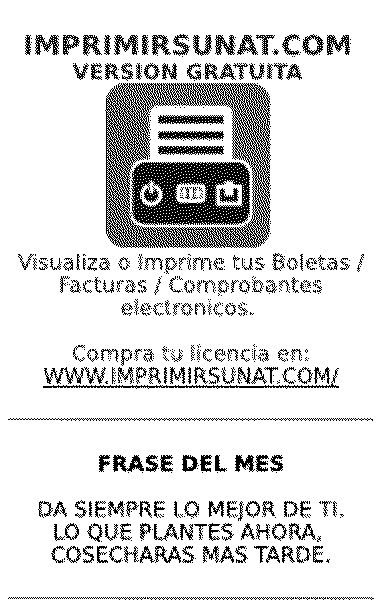 IMPRIMIRSUNAT.COM
VERSION GRATUITA
Visualiza o Imprime tus Boletas /
Facturas / Comprobantes
electronicos.
Compra tu licencia en:
WWW.IMPRIMIRSUNAT.COM/
FRASE DEL MES
DA SIEMPRE LO MEJOR DE TI.
LO QUE PLANTES AHORA,
COSECHARAS MAS TARDE.